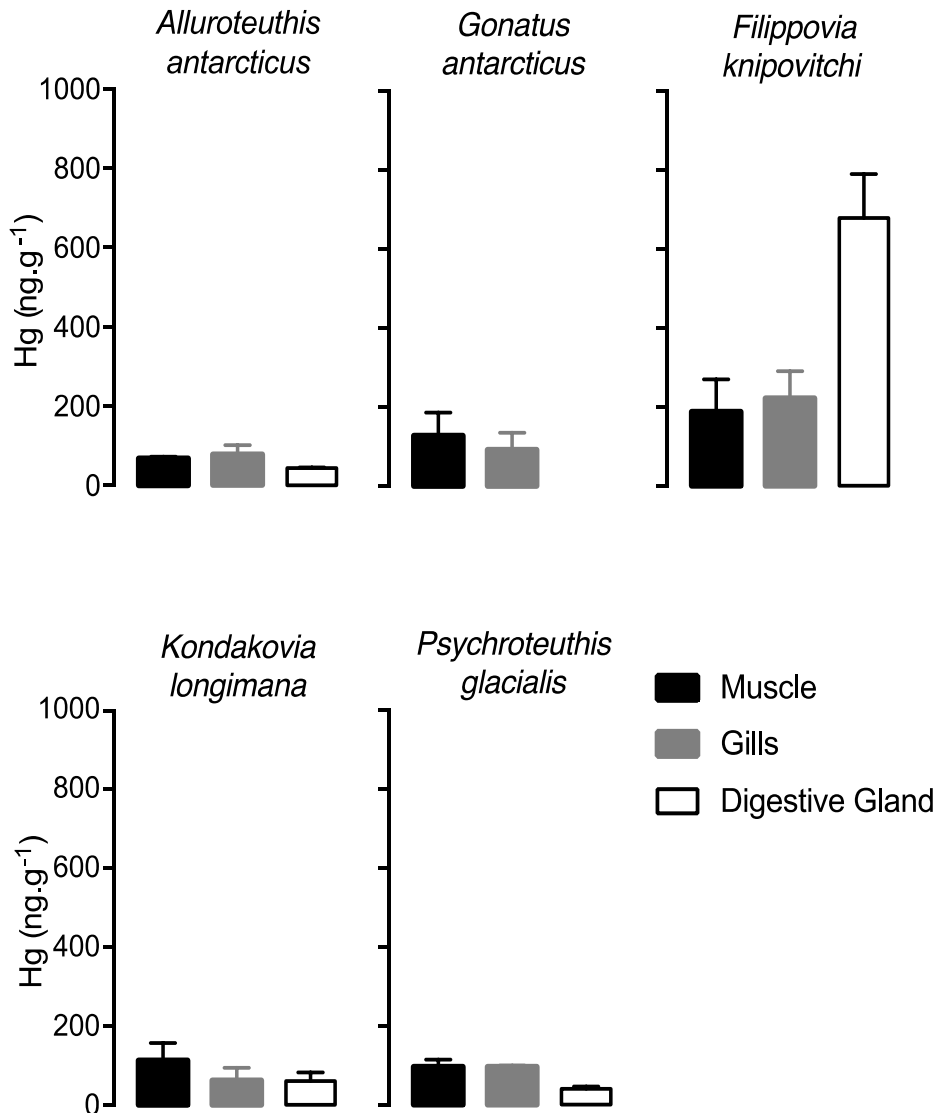 Alluroteuthis
antarcticus
Gonatus
antarcticus
Filippovia
knipovitchi
1000
800
600
400
200
0
Hg (ng.g⁻¹)
Kondakovia
longimana
Psychroteuthis
glacialis
1000
800
600
400
200
0
Hg (ng.g⁻¹)
Muscle
Gills
Digestive Gland